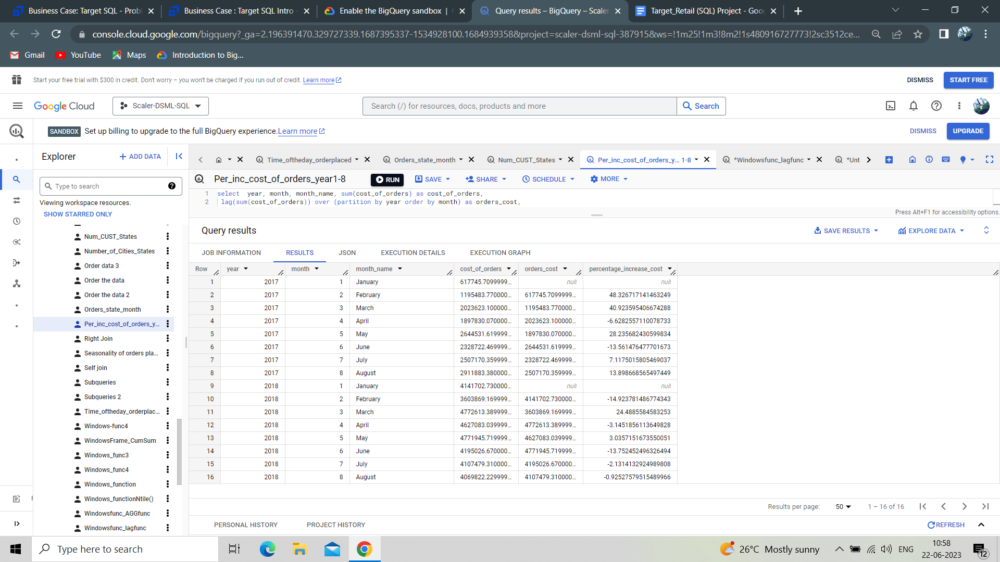 Business Case: Target SQL - Prob
Business Case : Target SQL Intro -
Enable the BigQuery sandbox |
Query results – BigQuery – Scaler
Target_Retail (SQL) Project - Goo
console.cloud.google.com/bigquery?_ga=2.196391470.329727339.1687395337-1534928100.1684939358&project=scaler-dsml-sql-387915&ws=!1m25!1m3!8m2!1s480916727773!2sc3512ce...
Gmail YouTube Maps Introduction to Big...
Start your free trial with $300 in credit. Don't worry – you won't be charged if you run out of credit. Learn more
DISMISS START FREE
Google Cloud Scaler-DSML-SQL Search (/) for resources, docs, products and more Search
SANDBOX Set up billing to upgrade to the full BigQuery experience. Learn more
DISMISS UPGRADE
Explorer + ADD DATA
Time_oftheday_orderplaced Orders_state_month Num_CUST_States Per_inc_cost_of_orders_y... 1-8 *Windowsfunc_lagfunc *Unt
Type to search
Viewing workspace resources.
SHOW STARRED ONLY
Num_CUST_States
Number_of_Cities_States
Order data 3
Order the data
Order the data 2
Orders_state_month
Per_inc_cost_of_orders_y...
Right Join
Seasonality of orders pla...
Self join
Subqueries
Subqueries 2
Time_oftheday_orderplac...
Windows-func4
WindowsFrame_CumSum
Windows_func3
Windows_func4
Windows_function
Windows_functionNtile()
Windowsfunc_AGGfunc
Windowsfunc_lagfunc
Per_inc_cost_of_orders_year1-8 RUN SAVE SHARE SCHEDULE MORE
1 select year, month, month_name, sum(cost_of_orders) as cost_of_orders,
2 lag(sum(cost_of_orders)) over (partition by year order by month) as orders_cost,
Press Alt+F1 for accessibility options.
Query results SAVE RESULTS EXPLORE DATA
JOB INFORMATION RESULTS JSON EXECUTION DETAILS EXECUTION GRAPH
Row year month month_name cost_of_orders orders_cost percentage_increase_cost
1 2017 1 January 617745.7099999... null null
2 2017 2 February 1195483.770000... 617745.7099999... 48.326717141463249
3 2017 3 March 2023623.100000... 1195483.770000... 40.923595406674288
4 2017 4 April 1897830.070000... 2023623.100000... -6.6282557110078733
5 2017 5 May 2644531.619999... 1897830.070000... 28.235682430599834
6 2017 6 June 2328722.469999... 2644531.619999... -13.561476477701673
7 2017 7 July 2507170.359999... 2328722.469999... 7.1175015805469037
8 2017 8 August 2911883.380000... 2507170.359999... 13.898668565497449
9 2018 1 January 4141702.730000... null null
10 2018 2 February 3603869.169999... 4141702.730000... -14.923781486774343
11 2018 3 March 4772613.389999... 3603869.169999... 24.4885584583253
12 2018 4 April 4627083.039999... 4772613.389999... -3.1451856113649828
13 2018 5 May 4771945.719999... 4627083.039999... 3.0357151673550051
14 2018 6 June 4195026.670000... 4771945.719999... -13.752452496326494
15 2018 7 July 4107479.310000... 4195026.670000... -2.1314132924989808
16 2018 8 August 4069822.229999... 4107479.310000... -0.92527579515489966
Results per page: 50 1 – 16 of 16
PERSONAL HISTORY PROJECT HISTORY REFRESH
Type here to search
26°C Mostly sunny ENG
10:58
22-06-2023
12